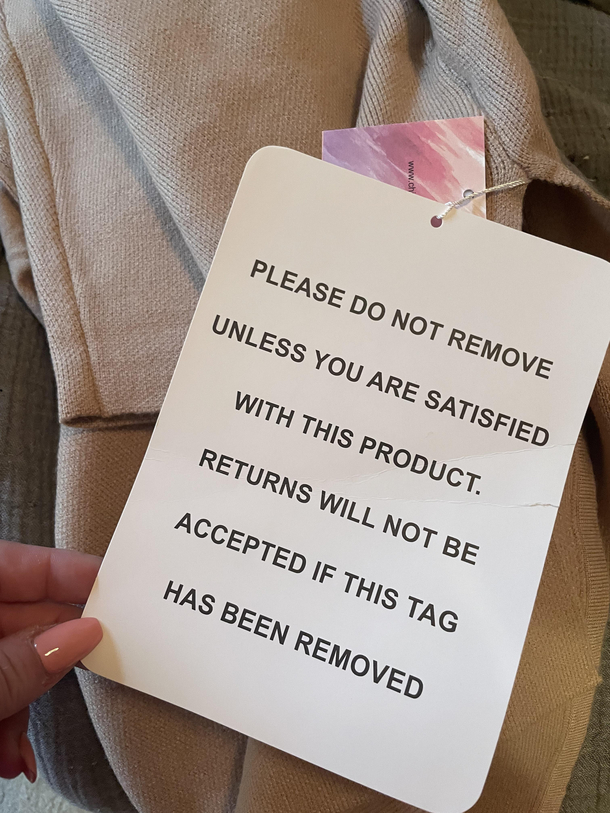 PLEASE DO NOT REMOVE
UNLESS YOU ARE SATISFIED
WITH THIS PRODUCT.
RETURNS WILL NOT BE
ACCEPTED IF THIS TAG
HAS BEEN REMOVED